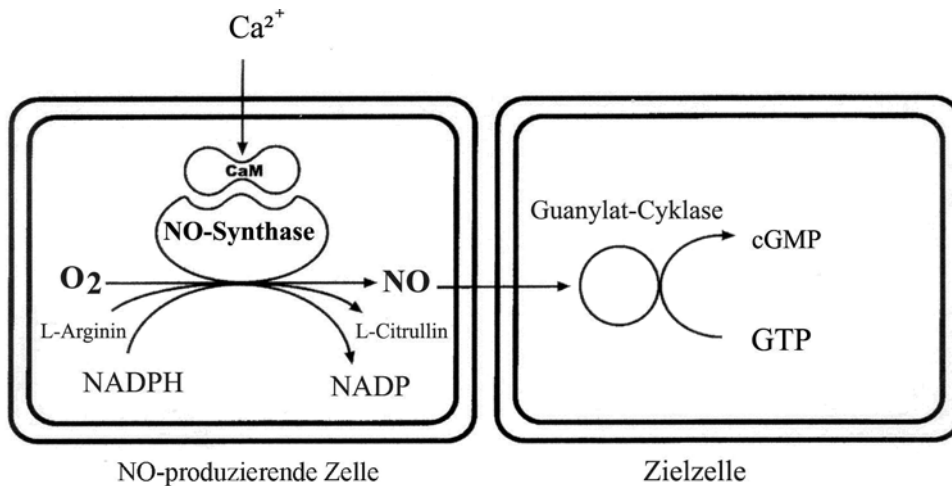 Ca²⁺
CaM
NO-Synthase
O₂
NO
L-Arginin
L-Citrullin
NADPH
NADP
NO-produzierende Zelle
Guanylat-Cyklase
cGMP
GTP
Zielzelle